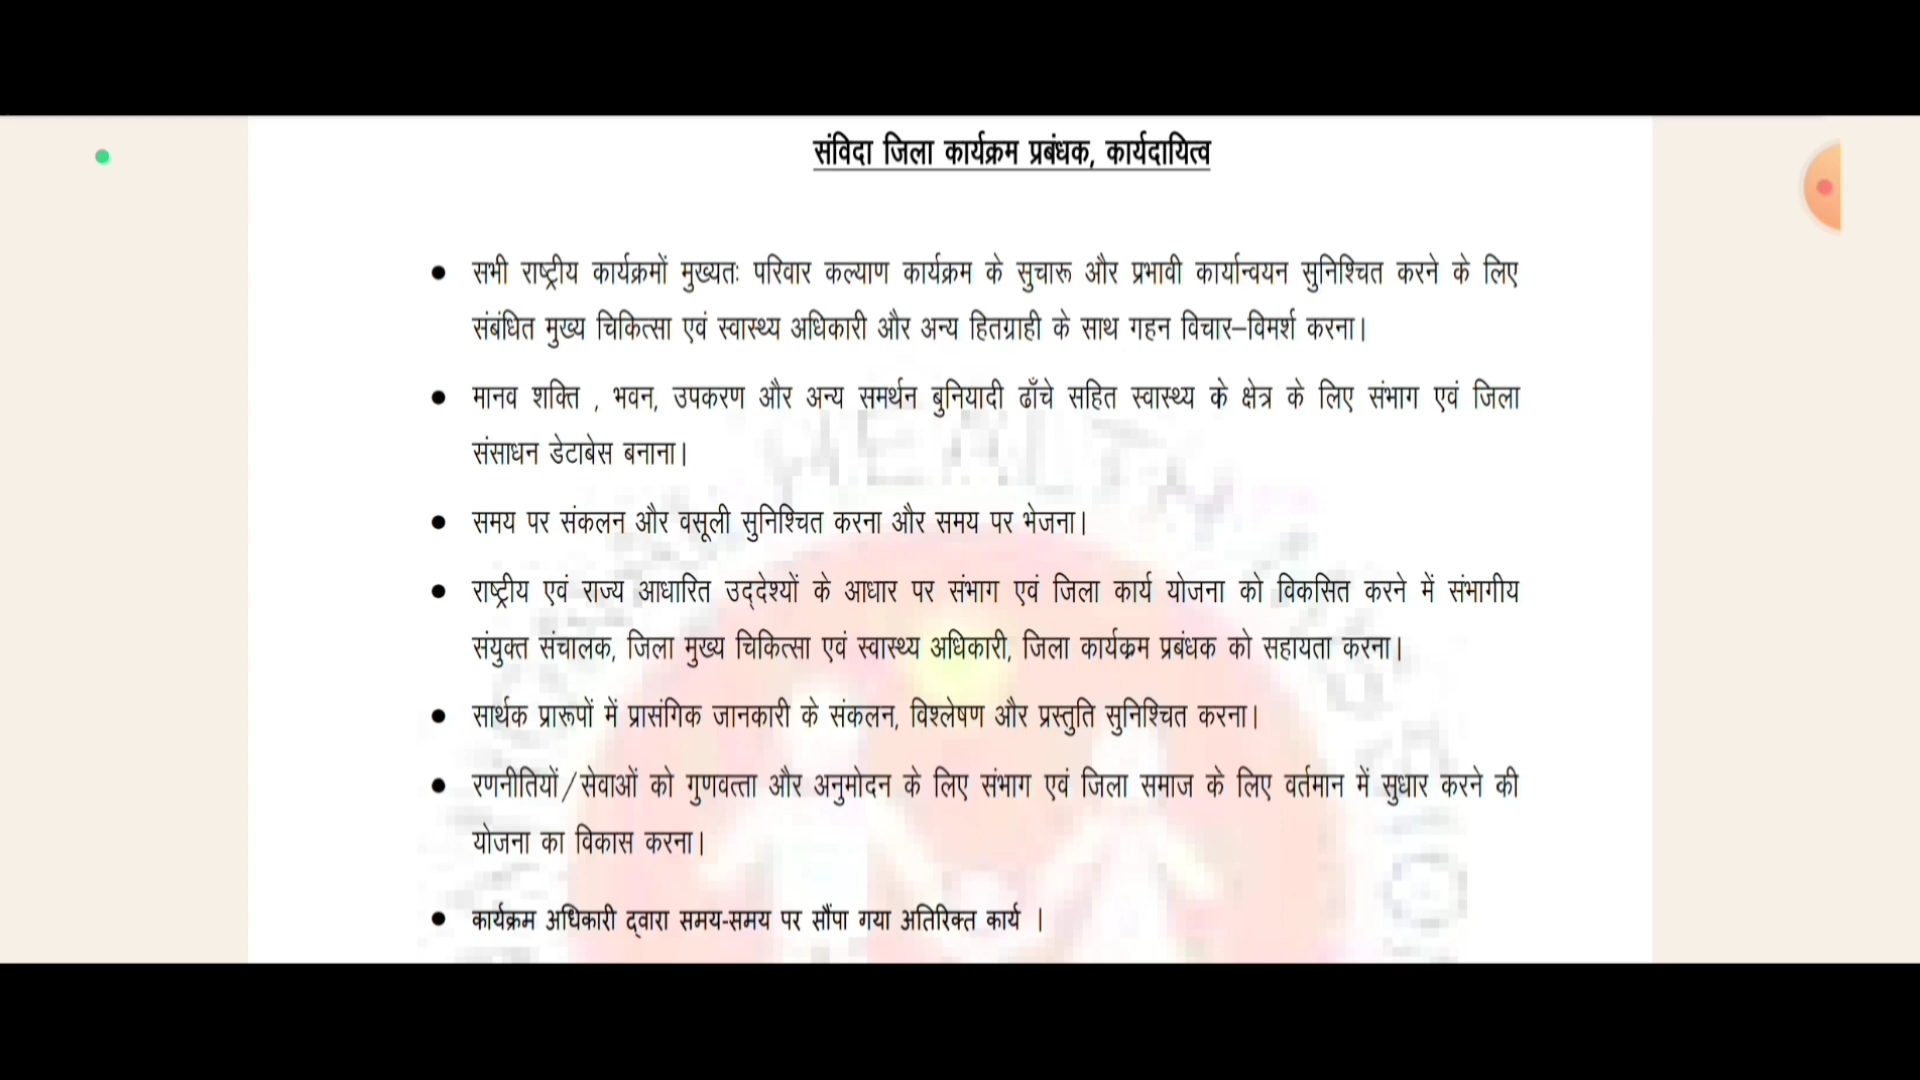 संविदा जिला कार्यक्रम प्रबंधक, कार्यदायित्व
● सभी राष्ट्रीय कार्यक्रमों मुख्यतः परिवार कल्याण कार्यक्रम के सुचारू और प्रभावी कार्यान्वयन सुनिश्चित करने के लिए
संबंधित मुख्य चिकित्सा एवं स्वास्थ्य अधिकारी और अन्य हितग्राही के साथ गहन विचार–विमर्श करना।
● मानव शक्ति , भवन, उपकरण और अन्य समर्थन बुनियादी ढाँचे सहित स्वास्थ्य के क्षेत्र के लिए संभाग एवं जिला
संसाधन डेटाबेस बनाना।
● समय पर संकलन और वसूली सुनिश्चित करना और समय पर भेजना।
● राष्ट्रीय एवं राज्य आधारित उद्देश्यों के आधार पर संभाग एवं जिला कार्य योजना को विकसित करने में संभागीय
संयुक्त संचालक, जिला मुख्य चिकित्सा एवं स्वास्थ्य अधिकारी, जिला कार्यक्रम प्रबंधक को सहायता करना।
● सार्थक प्रारूपों में प्रासंगिक जानकारी के संकलन, विश्लेषण और प्रस्तुति सुनिश्चित करना।
● रणनीतियों/सेवाओं को गुणवत्ता और अनुमोदन के लिए संभाग एवं जिला समाज के लिए वर्तमान में सुधार करने की
योजना का विकास करना।
● कार्यक्रम अधिकारी द्वारा समय-समय पर सौंपा गया अतिरिक्त कार्य ।
HEALTH